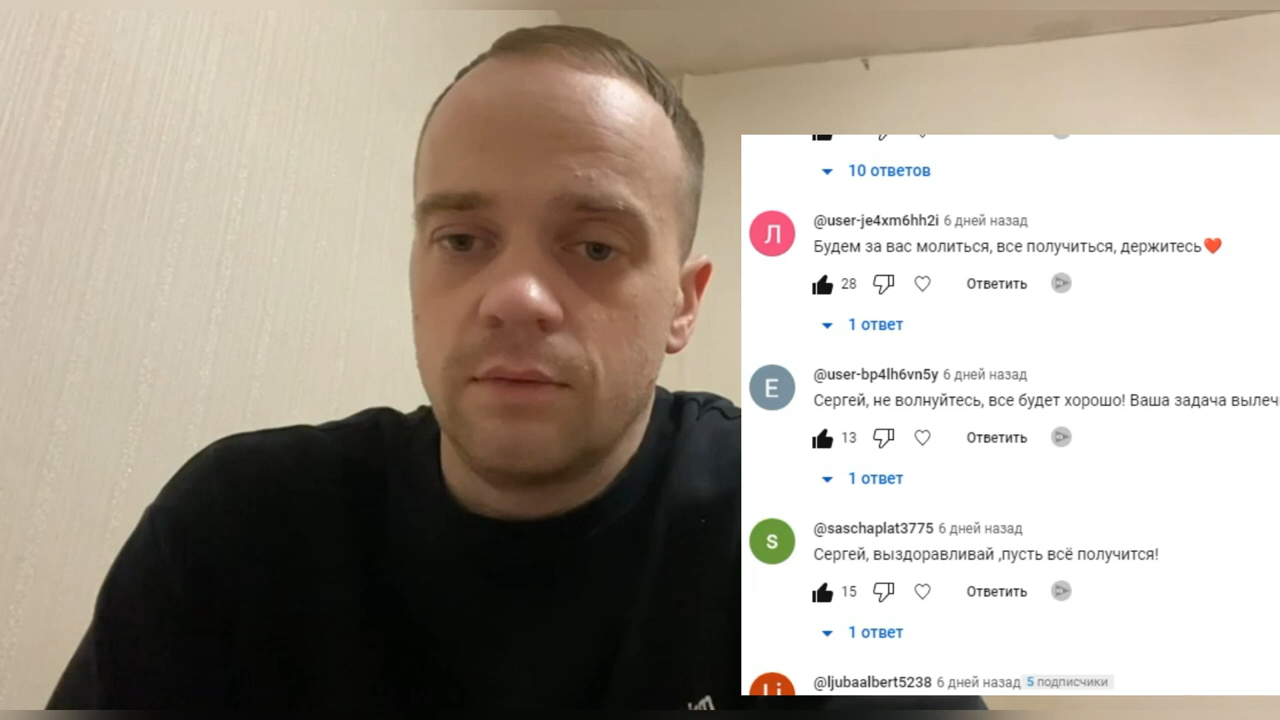 10 ответов
@user-je4xm6hh2i 6 дней назад
Будем за вас молиться, все получиться, держитесь❤️
28 Ответить
1 ответ
Е
@user-bp4lh6vn5y 6 дней назад
Сергей, не волнуйтесь, все будет хорошо! Ваша задача вылеч
13 Ответить
1 ответ
Л
s
@saschaplat3775 6 дней назад
Сергей, выздоравливай ,пусть всё получится!
15 Ответить
1 ответ
Li
@ljubaalbert5238 6 дней назад 5 подписчики